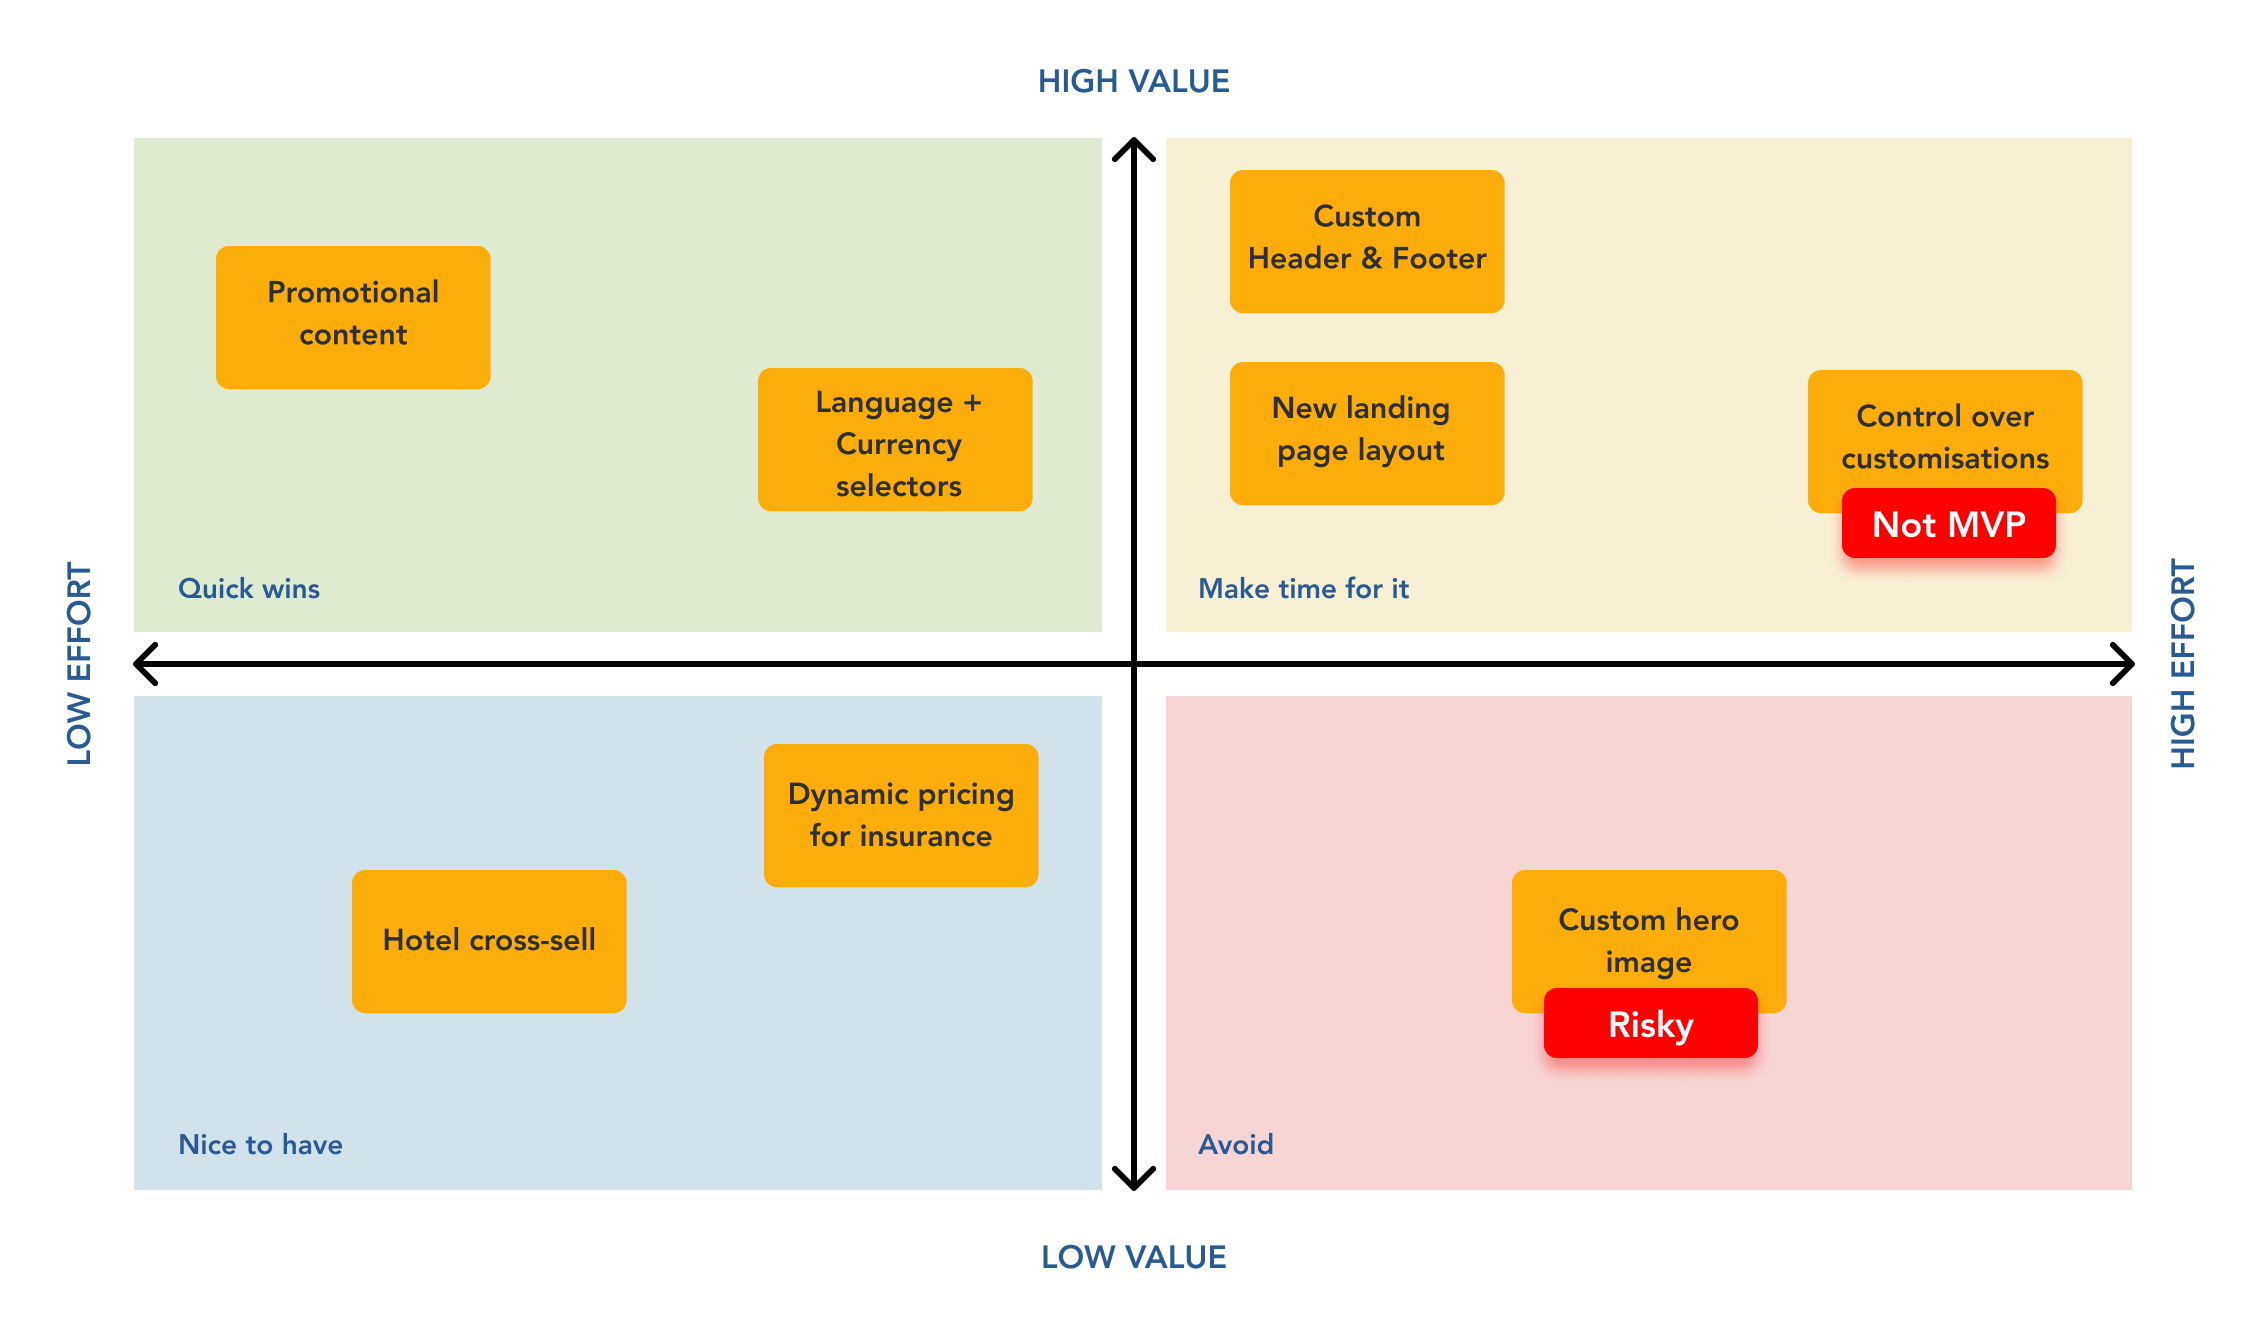 HIGH VALUE
Promotional
content
Language +
Currency
selectors
Quick wins
Custom
Header & Footer
New landing
page layout
Control over
customisations
Not MVP
Make time for it
LOW EFFORT
HIGH EFFORT
Dynamic pricing
for insurance
Hotel cross-sell
Nice to have
Custom hero
image
Risky
Avoid
LOW VALUE